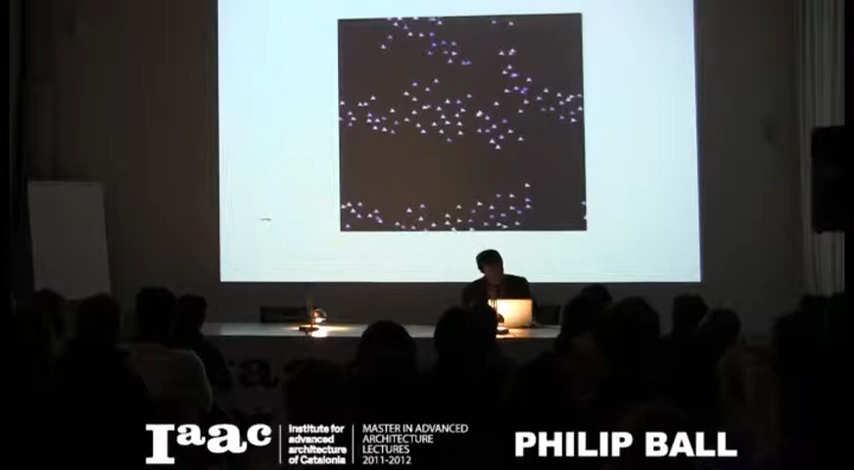 Iaac
Institute for
advanced
architecture
of Catalonia
MASTER IN ADVANCED
ARCHITECTURE
LECTURES
2011-2012
PHILIP BALL